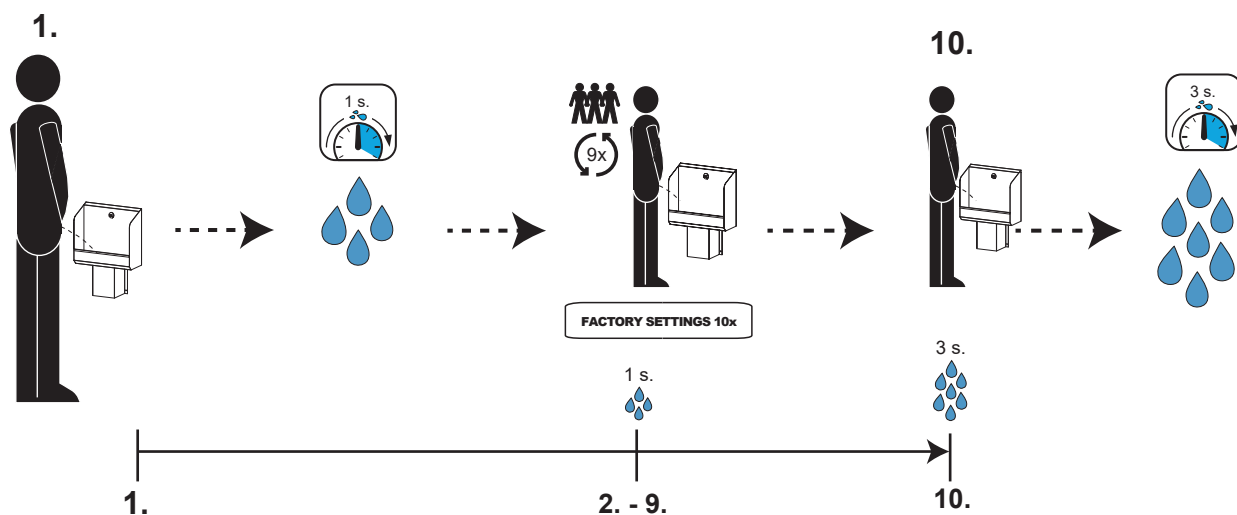 1.
10.
1 s.
3 s.
9x
FACTORY SETTINGS 10x
1 s.
3 s.
1.
2. - 9.
10.